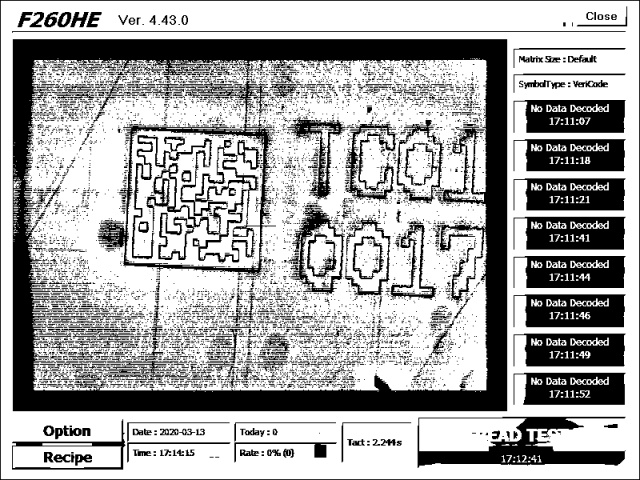 F260HE Ver. 4.43.0
Close
Matrix Size : Default
SymbolType : VeriCode
No Data Decoded
17:11:07
No Data Decoded
17:11:18
No Data Decoded
17:11:21
No Data Decoded
17:11:41
No Data Decoded
17:11:44
No Data Decoded
17:11:46
No Data Decoded
17:11:49
No Data Decoded
17:11:52
TC01
0017
Option
Recipe
Date : 2020-03-13
Time : 17:14:15
Today : 0
Rate : 0% (0)
Tact : 2.244s
17:12:41